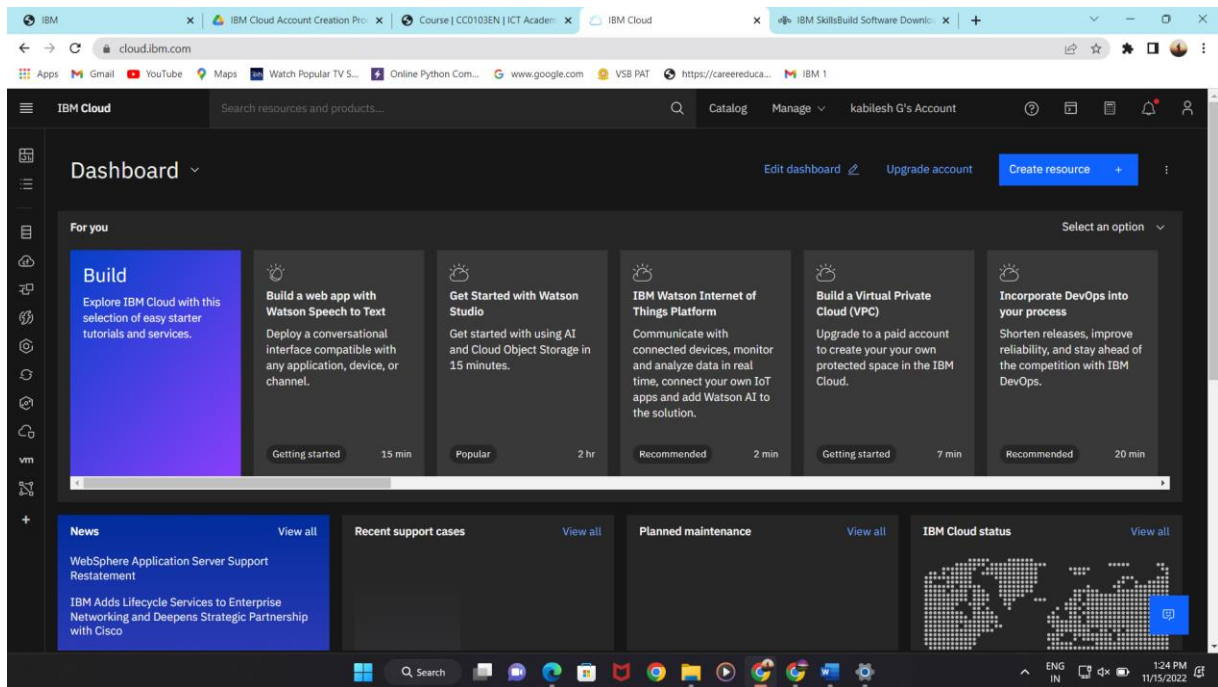 IBM
IBM Cloud Account Creation Pro
Course | CC0103EN | ICT Academ
IBM Cloud
IBM SkillsBuild Software Downlo
cloud.ibm.com
Apps
Gmail
YouTube
Maps
Watch Popular TV S...
Online Python Com...
www.google.com
VSB PAT
https://careereduca...
IBM 1
IBM Cloud
Search resources and products...
Catalog
Manage
kabilesh G's Account
Dashboard
Edit dashboard
Upgrade account
Create resource +
For you
Select an option
Build
Explore IBM Cloud with this
selection of easy starter
tutorials and services.
Build a web app with
Watson Speech to Text
Deploy a conversational
interface compatible with
any application, device, or
channel.
Getting started
15 min
Get Started with Watson
Studio
Get started with using AI
and Cloud Object Storage in
15 minutes.
Popular
2 hr
IBM Watson Internet of
Things Platform
Communicate with
connected devices, monitor
and analyze data in real
time, connect your own IoT
apps and add Watson AI to
the solution.
Recommended
2 min
Build a Virtual Private
Cloud (VPC)
Upgrade to a paid account
to create your your own
protected space in the IBM
Cloud.
Getting started
7 min
Incorporate DevOps into
your process
Shorten releases, improve
reliability, and stay ahead of
the competition with IBM
DevOps.
Recommended
20 min
vm
News
View all
WebSphere Application Server Support
Restatement
IBM Adds Lifecycle Services to Enterprise
Networking and Deepens Strategic Partnership
with Cisco
Recent support cases
View all
Planned maintenance
View all
IBM Cloud status
View all
Search
ENG
IN
1:24 PM
11/15/2022